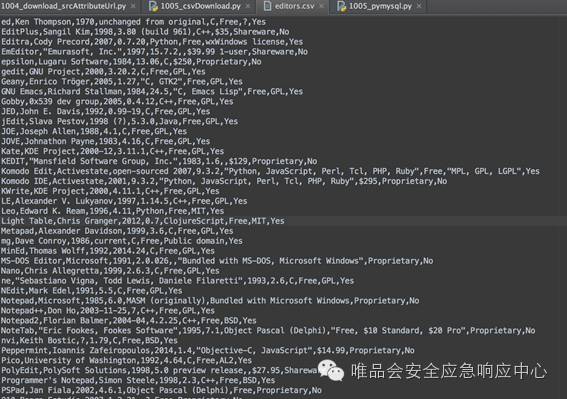 1004_download_srcAttributeUrl.py
1005_csvDownload.py
editors.csv
1005_pymysql.py
ed,Ken Thompson,1970,unchanged from original,C,Free,?,Yes
EditPlus,Sangil Kim,1998,3.80 (build 961),C++,$35,Shareware,No
Editra,Cody Precord,2007,0.7.20,Python,Free,wxWindows license,Yes
EmEditor,"Emurasoft, Inc.",1997,15.7.2,,$39.99 1-user,Shareware,No
epsilon,Lugaru Software,1984,13.06,C,$250,Proprietary,No
gedit,GNU Project,2000,3.20.2,C,Free,GPL,Yes
Geany,Enrico Tröger,2005,1.27,"C, GTK2",Free,GPL,Yes
GNU Emacs,Richard Stallman,1984,24.5,"C, Emacs Lisp",Free,GPL,Yes
Gobby,0x539 dev group,2005,0.4.12,C++,Free,GPL,Yes
JED,John E. Davis,1992,0.99-19,C,Free,GPL,Yes
jEdit,Slava Pestov,1998 (?),5.3.0,Java,Free,GPL,Yes
JOE,Joseph Allen,1988,4.1,C,Free,GPL,Yes
JOVE,Johnathon Payne,1983,4.16,C,Free,GPL,Yes
Kate,KDE Project,2000-12,3.11.1,C++,Free,GPL,Yes
KEDIT,"Mansfield Software Group, Inc.",1983,1.6,,$129,Proprietary,No
Komodo Edit,Activestate,open-sourced 2007,9.3.2,"Python, JavaScript, Perl, Tcl, PHP, Ruby",Free,"MPL, GPL, LGPL",Yes
Komodo IDE,Activestate,2001,9.3.2,"Python, JavaScript, Perl, Tcl, PHP, Ruby",$295,Proprietary,No
KWrite,KDE Project,2000,4.11.1,C++,Free,GPL,Yes
LE,Alexander V. Lukyanov,1997,1.14.5,C++,Free,GPL,Yes
Leo,Edward K. Ream,1996,4.11,Python,Free,MIT,Yes
Light Table,Chris Granger,2012,0.7,ClojureScript,Free,MIT,Yes
Metapad,Alexander Davidson,1999,3.6,C,Free,GPL,Yes
mg,Dave Conroy,1986,current,C,Free,Public domain,Yes
MinEd,Thomas Wolff,1992,2014.24,C,Free,GPL,Yes
MS-DOS Editor,Microsoft,1991,2.0.026,,"Bundled with MS-DOS, Microsoft Windows",Proprietary,No
Nano,Chris Allegretta,1999,2.6.3,C,Free,GPL,Yes
ne,"Sebastiano Vigna, Todd Lewis, Daniele Filaretti",1993,2.6,C,Free,GPL,Yes
NEdit,Mark Edel,1991,5.5,C,Free,GPL,Yes
Notepad,Microsoft,1985,6.0,MASM (originally),Bundled with Microsoft Windows,Proprietary,No
Notepad++,Don Ho,2003-11-25,7,C++,Free,GPL,Yes
Notepad2,Florian Balmer,2004-04,4.2.25,C++,Free,BSD,Yes
NoteTab,"Eric Fookes, Fookes Software",1995,7.1,Object Pascal (Delphi),"Free, $10 Standard, $20 Pro",Proprietary,No
nvi,Keith Bostic,?,1.79,C,Free,BSD,Yes
Peppermint,Ioannis Zafeiropoulos,2014,1.4,"Objective-C, JavaScript",$14.99,Proprietary,No
Pico,University of Washington,1992,4.64,C,Free,AL2,Yes
PolyEdit,PolySoft Solutions,1998,5.0 preview release,,$27.95,Shareware
Programmer's Notepad,Simon Steele,1998,2.3,C++,Free,BSD,Yes
PSPad,Jan Fiala,2002,4.6.1,Object Pascal (Delphi),Free,Proprietary,No
唯品会安全应急响应中心